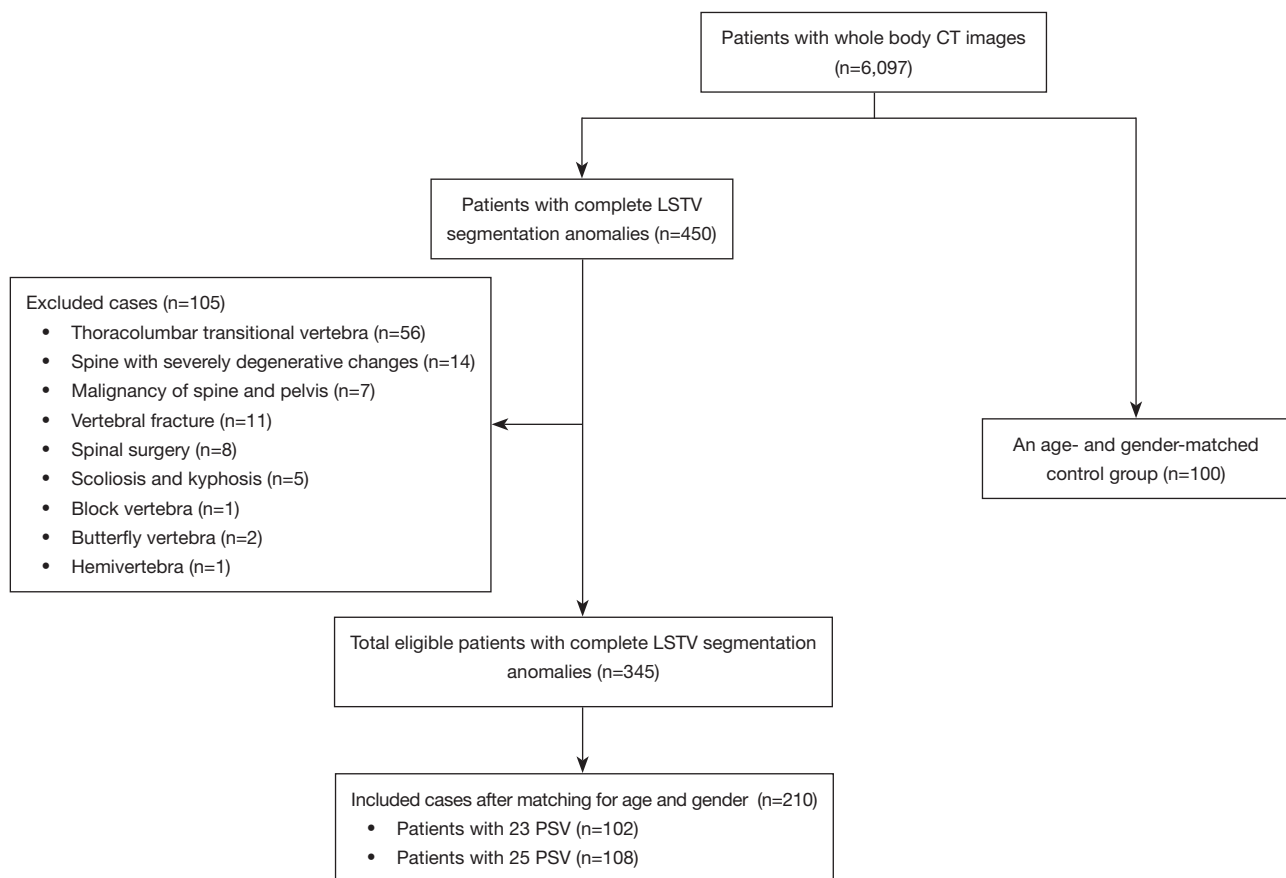 Patients with whole body CT images
(n=6,097)
Patients with complete LSTV
segmentation anomalies (n=450)
Excluded cases (n=105)
• Thoracolumbar transitional vertebra (n=56)
• Spine with severely degenerative changes (n=14)
• Malignancy of spine and pelvis (n=7)
• Vertebral fracture (n=11)
• Spinal surgery (n=8)
• Scoliosis and kyphosis (n=5)
• Block vertebra (n=1)
• Butterfly vertebra (n=2)
• Hemivertebra (n=1)
An age- and gender-matched
control group (n=100)
Total eligible patients with complete LSTV segmentation
anomalies (n=345)
Included cases after matching for age and gender (n=210)
• Patients with 23 PSV (n=102)
• Patients with 25 PSV (n=108)